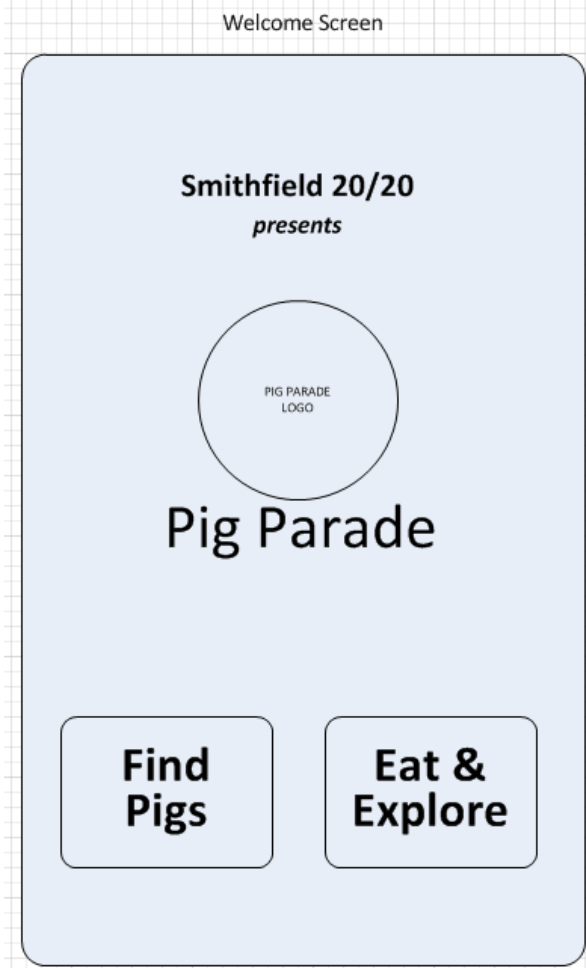 Welcome Screen
Smithfield 20/20
presents
PIG PARADE
LOGO
Pig Parade
Find
Pigs
Eat &
Explore